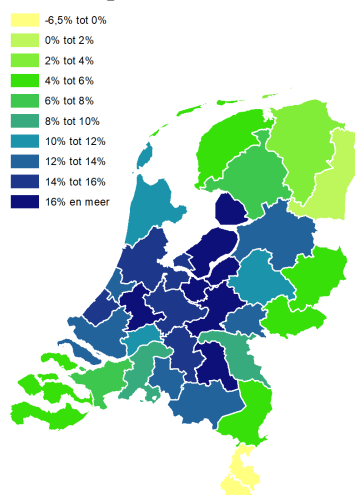 -6,5% tot 0%
0% tot 2%
2% tot 4%
4% tot 6%
6% tot 8%
8% tot 10%
10% tot 12%
12% tot 14%
14% tot 16%
16% en meer